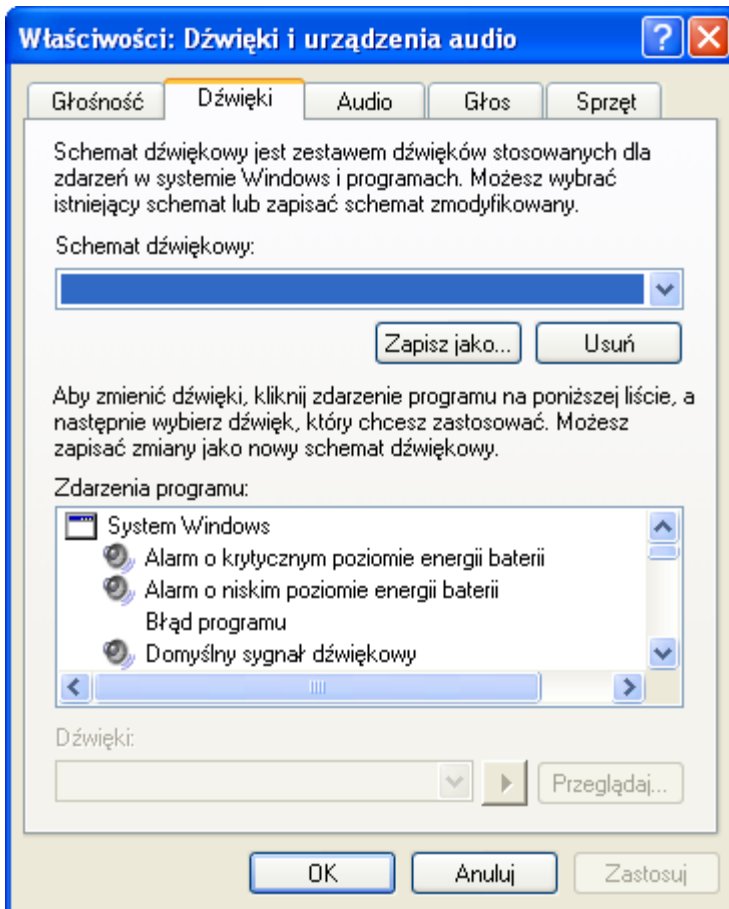 Właściwości: Dźwięki i urządzenia audio
Głośność Dźwięki Audio Głos Sprzęt
Schemat dźwiękowy jest zestawem dźwięków stosowanych dla
zdarzeń w systemie Windows i programach. Możesz wybrać
istniejący schemat lub zapisać schemat zmodyfikowany.
Schemat dźwiękowy:
Zapisz jako... Usuń
Aby zmienić dźwięki, kliknij zdarzenie programu na poniższej liście, a
następnie wybierz dźwięk, który chcesz zastosować. Możesz
zapisać zmiany jako nowy schemat dźwiękowy.
Zdarzenia programu:
System Windows
Alarm o krytycznym poziomie energii baterii
Alarm o niskim poziomie energii baterii
Błąd programu
Domyślny sygnał dźwiękowy
Dźwięki:
Przeglądaj...
OK Anuluj Zastosuj